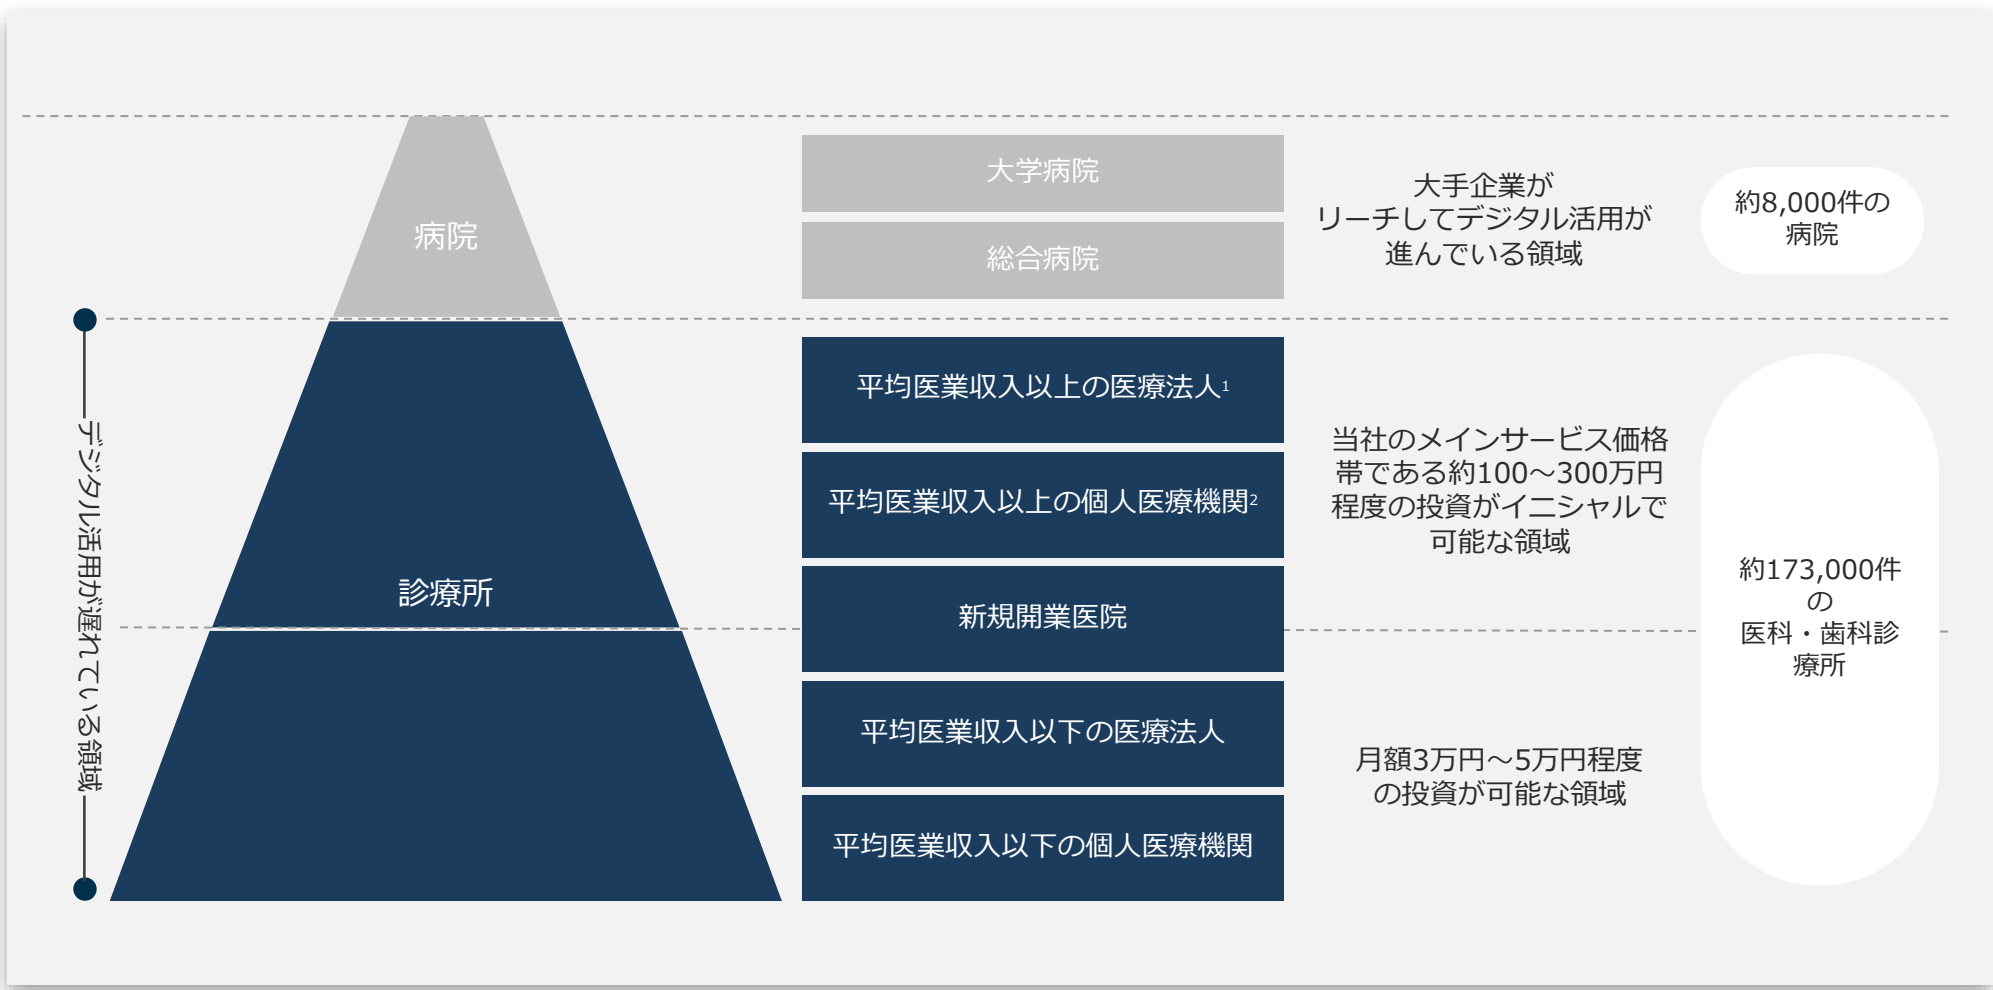 病院
大学病院
総合病院
大手企業が
リーチしてデジタル活用が
進んでいる領域
約8,000件の
病院
デジタル活用が遅れている領域
診療所
平均医業収入以上の医療法人1
平均医業収入以上の個人医療機関2
新規開業医院
平均医業収入以下の医療法人
平均医業収入以下の個人医療機関
当社のメインサービス価格
帯である約100～300万円
程度の投資がイニシャルで
可能な領域
月額3万円～5万円程度
の投資が可能な領域
約173,000件
の
医科・歯科診
療所